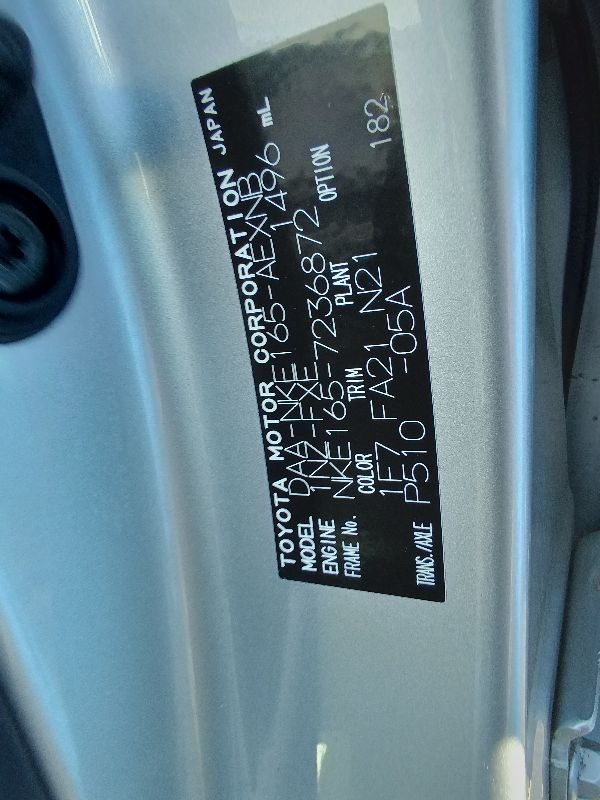 TOYOTA MOTOR CORPORATION JAPAN
MODEL DAA-NKE165-AEXNB
ENGINE 1NZ-FXE 1496 mL
FRAME No. NKE165-7236872
COLOR TRIM PLANT OPTION
1F7 FA21 N21 182
TRANS./AXLE P510 -05A